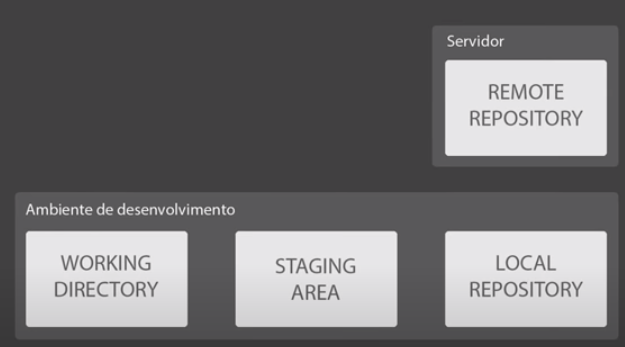 Servidor
REMOTE
REPOSITORY
Ambiente de desenvolvimento
WORKING
DIRECTORY
STAGING
AREA
LOCAL
REPOSITORY